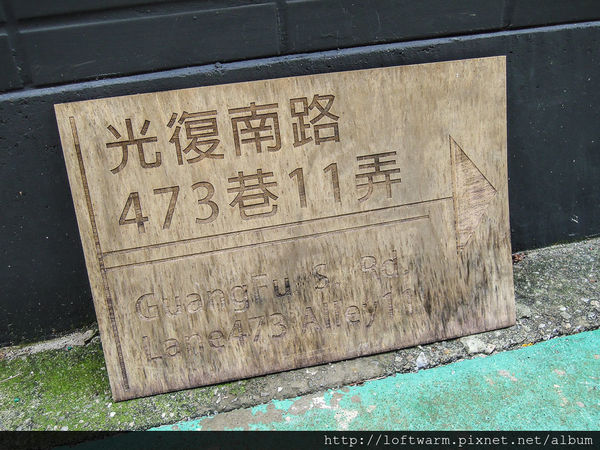 光復南路
473巷11弄
GuangFu S. Rd.
Lane473 Alley11
http://loftwarm.pixnet.net/album